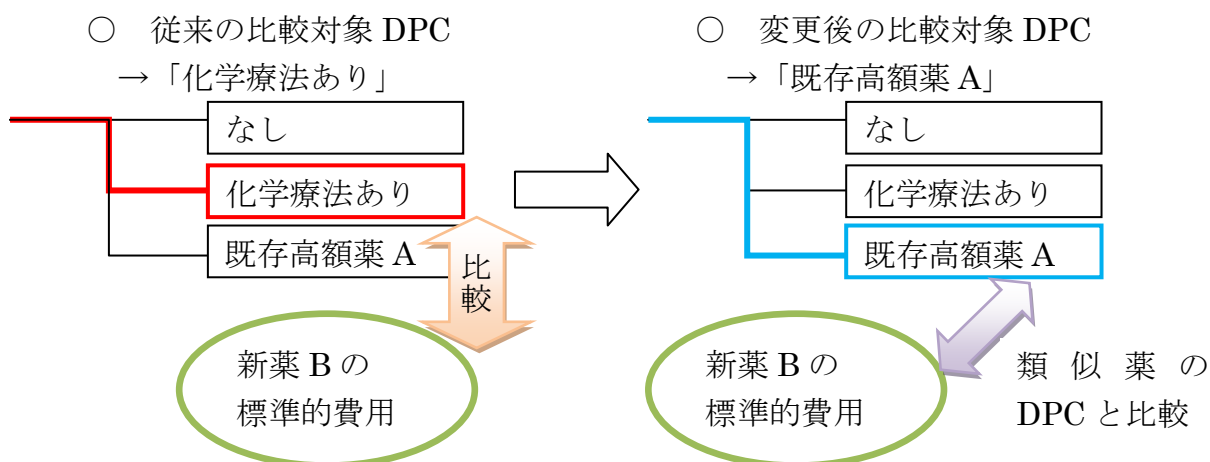 ○　従来の比較対象 DPC
→「化学療法あり」
なし
化学療法あり
既存高額薬 A
比較
新薬 B の
標準的費用
○　変更後の比較対象 DPC
→「既存高額薬 A」
なし
化学療法あり
既存高額薬 A
新薬 B の
標準的費用
類似薬の
DPC と比較